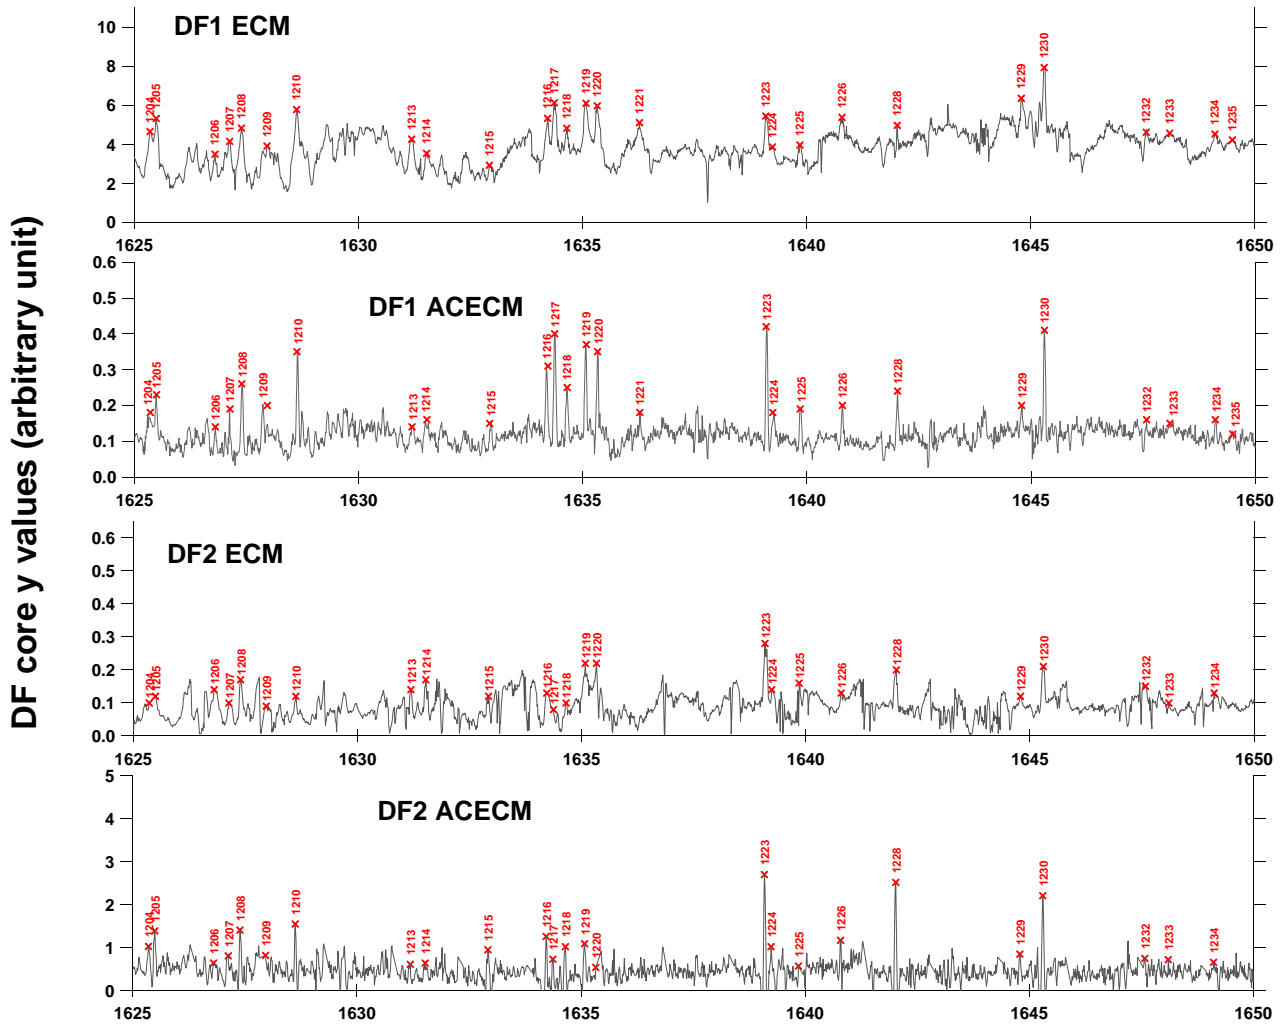 DF core y values (arbitrary unit)
DF1 ECM
10
8
6
4
2
0
1204 1205 1206 1207 1208 1209 1210 1213 1214 1215 1216 1217 1218 1219 1220 1221 1223 1224 1225 1226 1228 1229 1230 1232 1233 1234 1235
1625 1630 1635 1640 1645 1650
DF1 ACECM
0.6
0.5
0.4
0.3
0.2
0.1
0.0
1204 1205 1206 1207 1208 1209 1210 1213 1214 1215 1216 1217 1218 1219 1220 1221 1223 1224 1225 1226 1228 1229 1230 1232 1233 1234 1235
1625 1630 1635 1640 1645 1650
DF2 ECM
0.6
0.5
0.4
0.3
0.2
0.1
0.0
1204 1205 1206 1207 1208 1209 1210 1213 1214 1215 1216 1217 1218 1219 1220 1223 1224 1225 1226 1228 1229 1230 1232 1233 1234
1625 1630 1635 1640 1645 1650
DF2 ACECM
5
4
3
2
1
0
1204 1205 1206 1207 1208 1209 1210 1213 1214 1215 1216 1217 1218 1219 1220 1223 1224 1225 1226 1228 1229 1230 1232 1233 1234
1625 1630 1635 1640 1645 1650